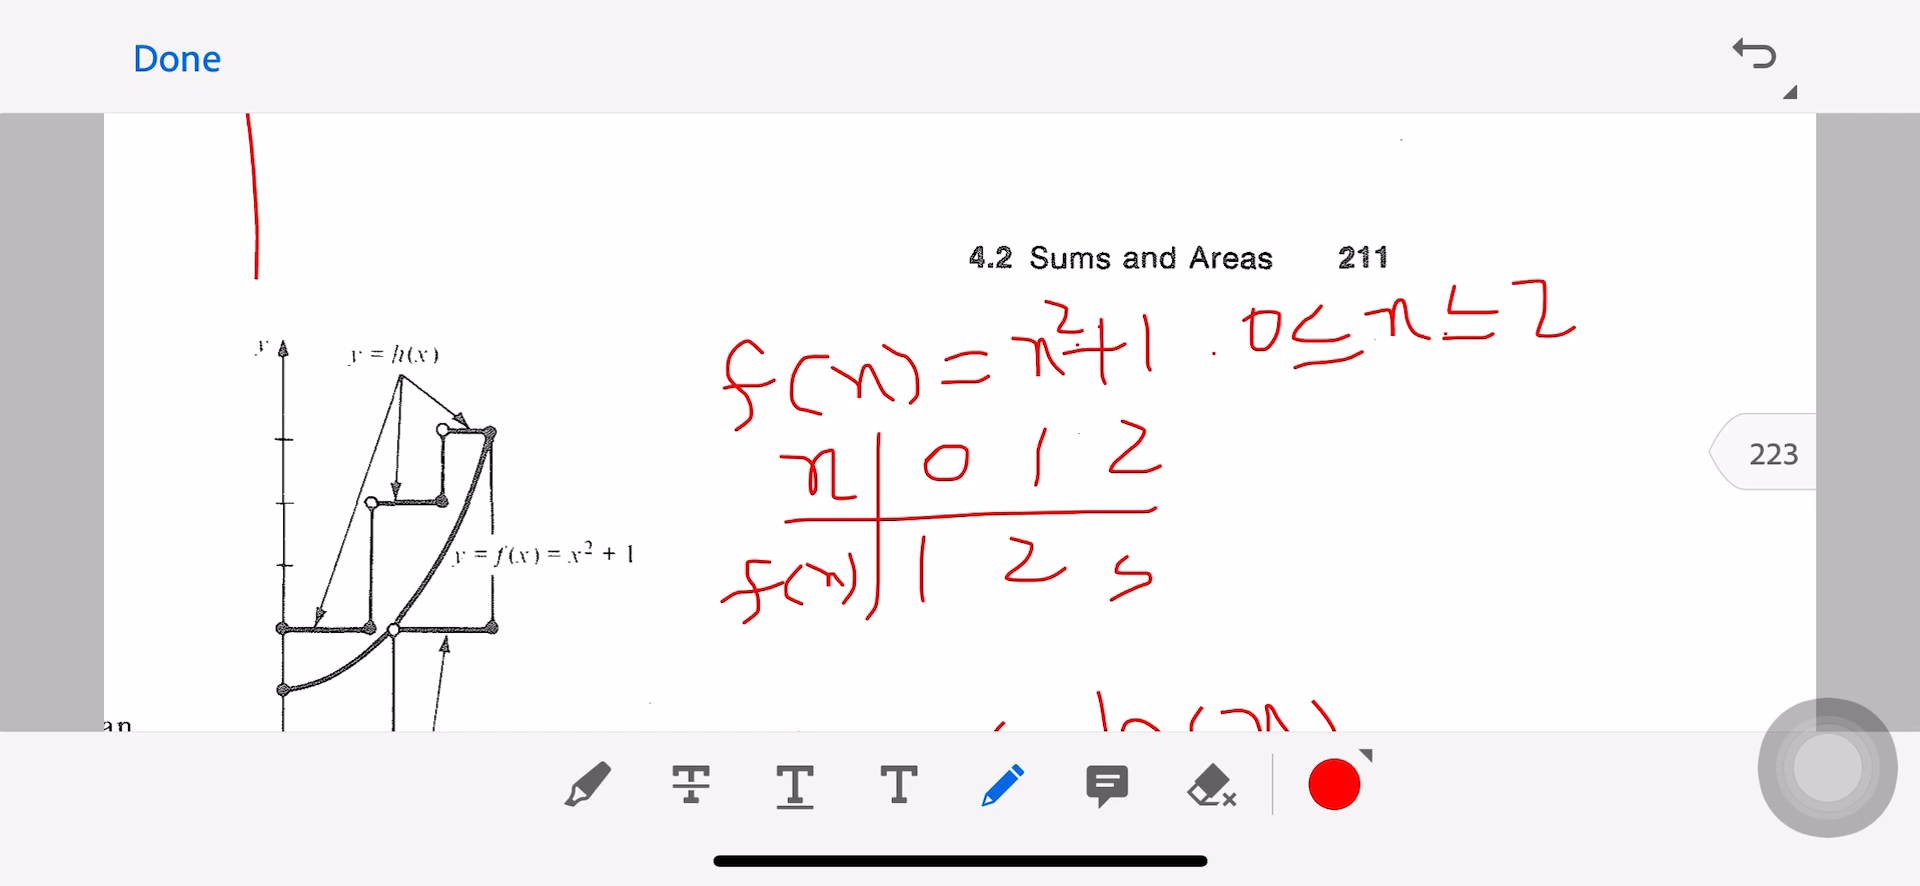 Done
4.2 Sums and Areas 211
f(x) = x²+1 . 0 ≤ x ≤ 2
y
y = h(x)
x 0 1 2
223
y = f(x) = x² + 1
f(x) 1 2 5
h(x)
an
T T T